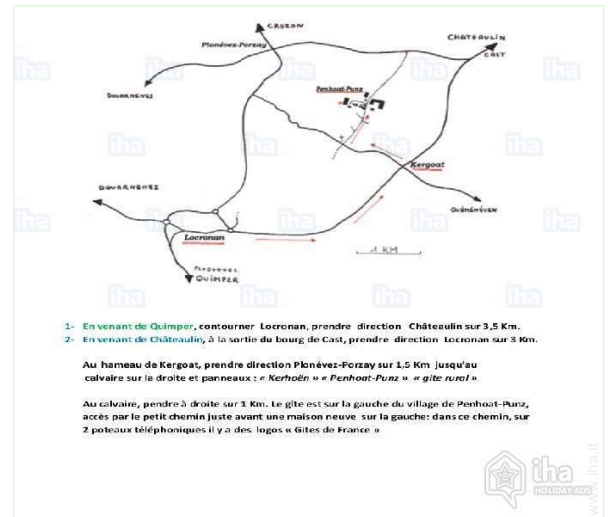 CROZON
Plonévez-Porzay
CHATEAULIN
CAST
DOUARNENEZ
Penhoat-Punz
Kergoat
DOUARNENEZ
QUÉMÉNÉVEN
Locronan
1 KM
QUIMPER
1- En venant de Quimper, contourner Locronan, prendre direction Châteaulin sur 3,5 Km.
2- En venant de Châteaulin, à la sortie du bourg de Cast, prendre direction Locronan sur 3 Km.
Au hameau de Kergoat, prendre direction Plonévez-Porzay sur 1,5 Km jusqu'au
calvaire sur la droite et panneaux : « Kerhoën » « Penhoat-Punz » « gîte rural »
Au calvaire, pendre à droite sur 1 Km. Le gîte est sur la gauche du village de Penhoat-Punz,
accès par le petit chemin juste avant une maison neuve sur la gauche: dans ce chemin, sur
2 poteaux téléphoniques il y a des logos « Gites de France »
iha
HOLIDAY ADS
www.iha.it